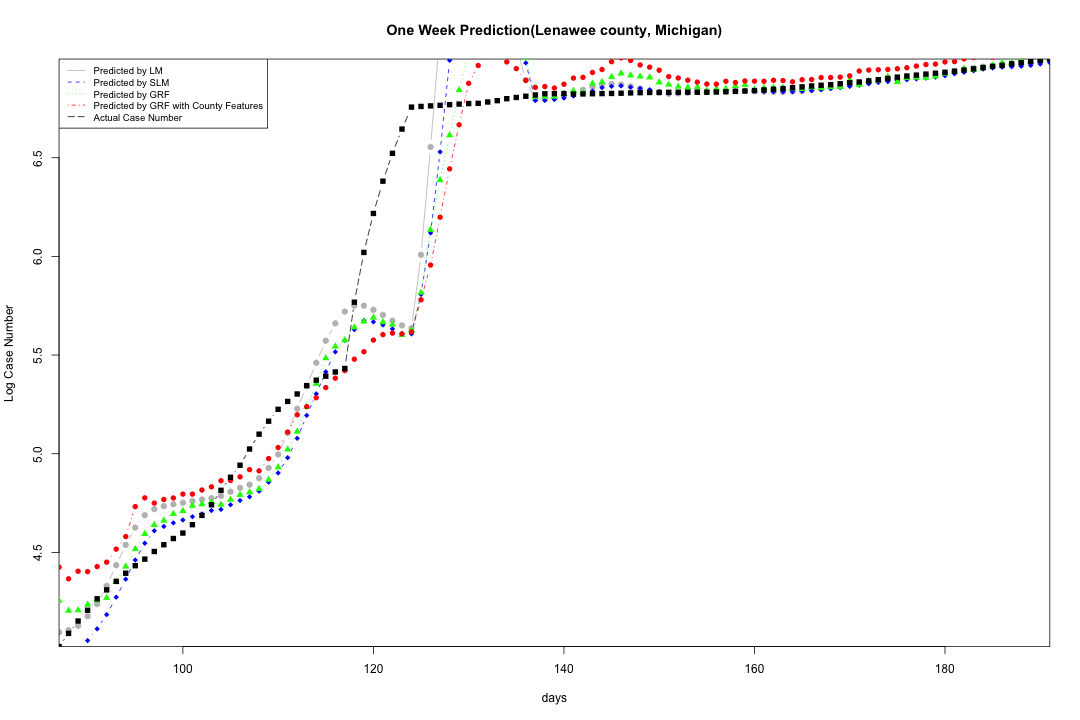 One Week Prediction(Lenawee county, Michigan)
Predicted by LM
Predicted by SLM
Predicted by GRF
Predicted by GRF with County Features
Actual Case Number
6.5
6.0
5.5
5.0
4.5
Log Case Number
100 120 140 160 180
days